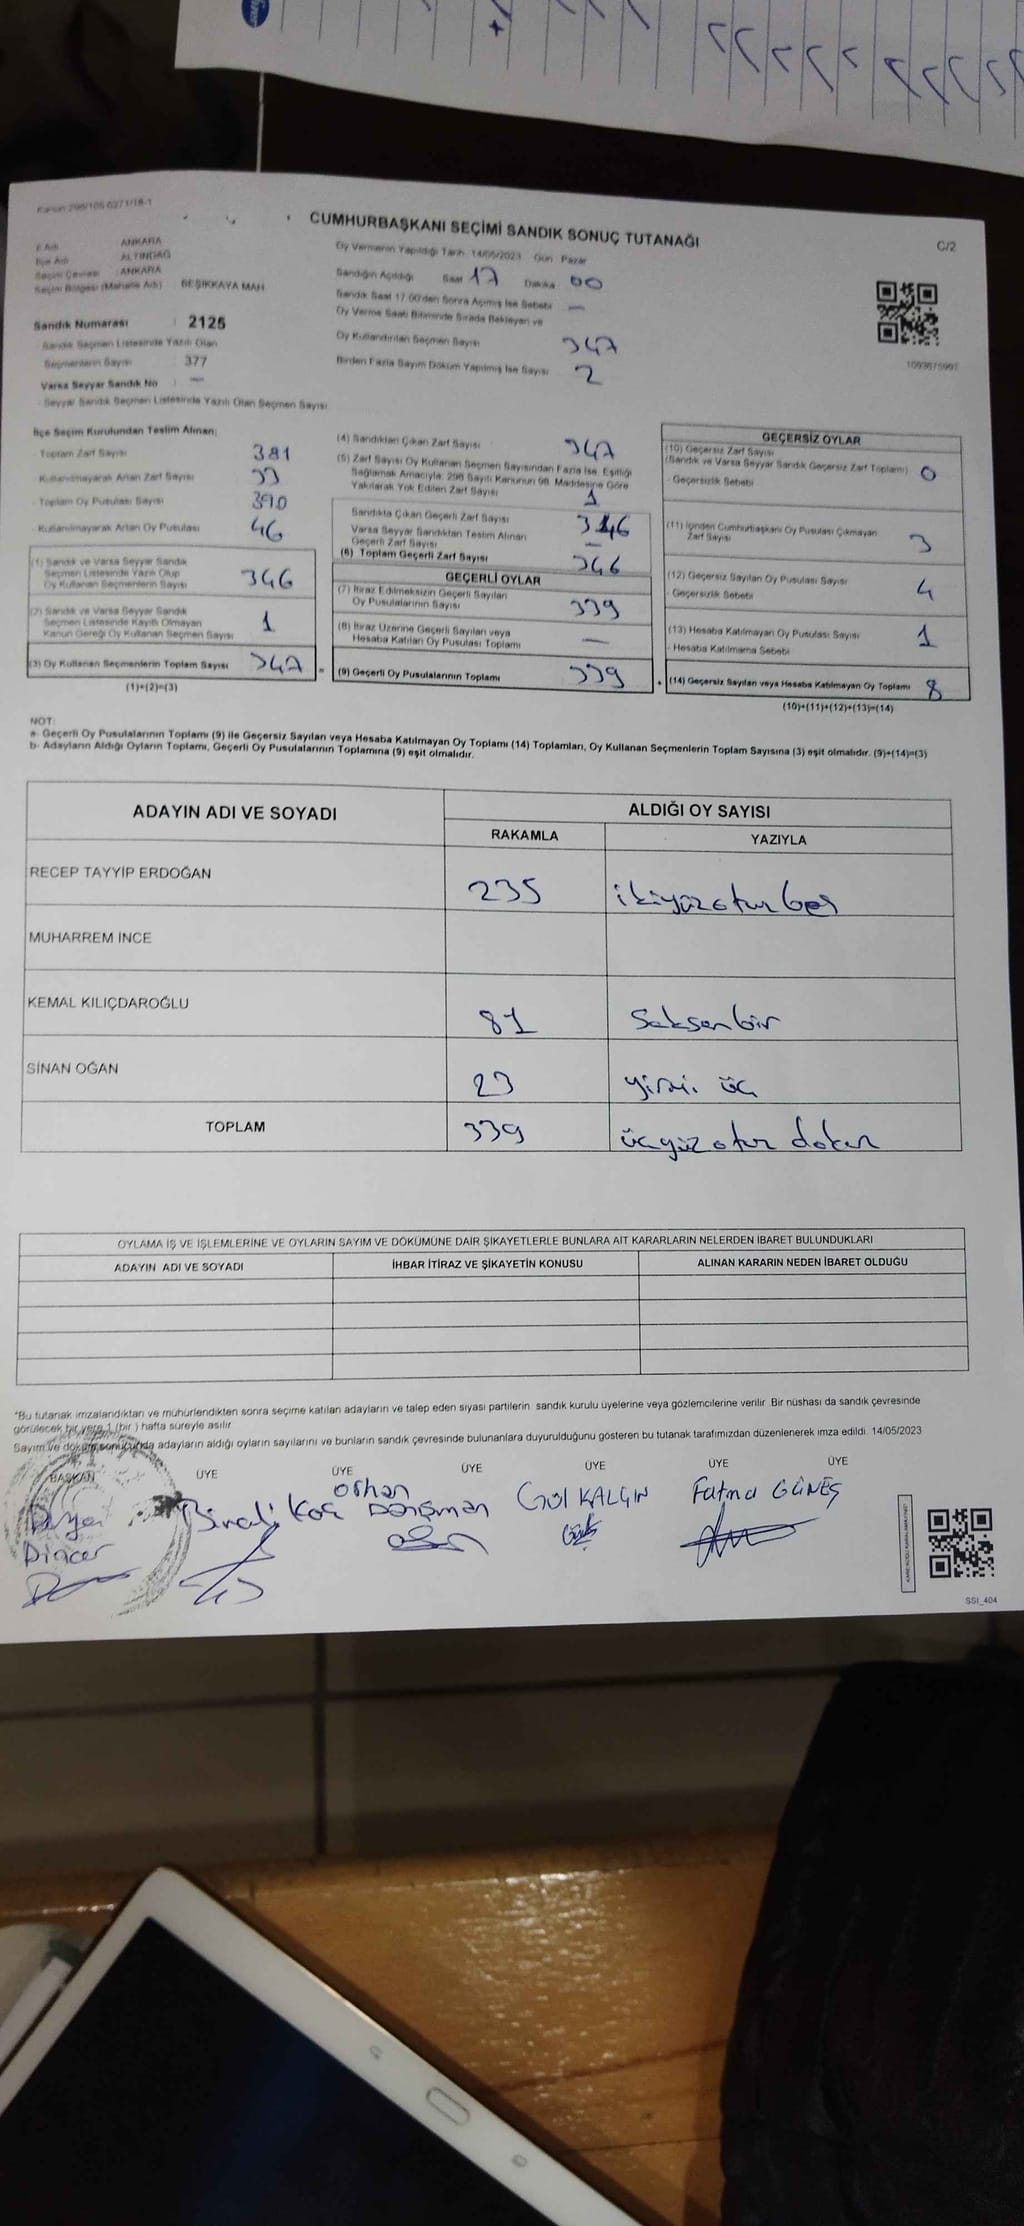 CUMHURBAŞKANI SEÇİMİ SANDIK SONUÇ TUTANAĞI
C/2
İl Adı ANKARA
İlçe Adı ALTINDAĞ
Seçim Çevresi : ANKARA
Seçim Bölgesi (Mahalle Adı) BEŞİKKAYA MAH
Sandık Numarası : 2125
Sandık Seçmen Listesinde Yazılı Olan
Seçmenlerin Sayısı : 377
Varsa Seyyar Sandık No : —
Seyyar Sandık Seçmen Listesinde Yazılı Olan Seçmen Sayısı
Oy Vermenin Yapıldığı Tarih 14/05/2023 Gün Pazar
Sandığın Açıldığı Saat 17 Dakika 00
Sandık Saat 17.00'den Sonra Açılmış İse Sebebi —
Oy Verme Saati Bitiminde Sırada Bekleyen ve
Oy Kullandırılan Seçmen Sayısı 347
Birden Fazla Sayım Döküm Yapılmış İse Sayısı 2
İlçe Seçim Kurulundan Teslim Alınan;
Toplam Zarf Sayısı 381
Kullanılmayarak Artan Zarf Sayısı 33
Toplam Oy Pusulası Sayısı 390
Kullanılmayarak Artan Oy Pusulası 46
(1) Sandık ve Varsa Seyyar Sandık
Seçmen Listesinde Yazılı Olup
Oy Kullanan Seçmenlerin Sayısı 346
(2) Sandık ve Varsa Seyyar Sandık
Seçmen Listesinde Kayıtlı Olmayan
Kanun Gereği Oy Kullanan Seçmen Sayısı 1
(3) Oy Kullanan Seçmenlerin Toplam Sayısı 347 =
(1)+(2)=(3)
(4) Sandıktan Çıkan Zarf Sayısı 347
(5) Zarf Sayısı Oy Kullanan Seçmen Sayısından Fazla İse, Eşitliği
Sağlamak Amacıyla; 298 Sayılı Kanunun 98. Maddesine Göre
Yakılarak Yok Edilen Zarf Sayısı 1
Sandıkta Çıkan Geçerli Zarf Sayısı 346
Varsa Seyyar Sandıktan Teslim Alınan
Geçerli Zarf Sayısı —
(6) Toplam Geçerli Zarf Sayısı 346
GEÇERLİ OYLAR
(7) İtiraz Edilmeksizin Geçerli Sayılan
Oy Pusulalarının Sayısı 339
(8) İtiraz Üzerine Geçerli Sayılan veya
Hesaba Katılan Oy Pusulası Toplamı —
(9) Geçerli Oy Pusulalarının Toplamı 339 +
GEÇERSİZ OYLAR
(10) Geçersiz Zarf Sayısı
(Sandık ve Varsa Seyyar Sandık Geçersiz Zarf Toplamı) 0
- Geçersizlik Sebebi
(11) İçinden Cumhurbaşkanı Oy Pusulası Çıkmayan
Zarf Sayısı 3
(12) Geçersiz Sayılan Oy Pusulası Sayısı 4
- Geçersizlik Sebebi
(13) Hesaba Katılmayan Oy Pusulası Sayısı 1
- Hesaba Katılmama Sebebi
(14) Geçersiz Sayılan veya Hesaba Katılmayan Oy Toplamı 8
(10)+(11)+(12)+(13)=(14)
NOT:
a- Geçerli Oy Pusulalarının Toplamı (9) ile Geçersiz Sayılan veya Hesaba Katılmayan Oy Toplamı (14) Toplamları, Oy Kullanan Seçmenlerin Toplam Sayısına (3) eşit olmalıdır. (9)+(14)=(3)
b- Adayların Aldığı Oyların Toplamı, Geçerli Oy Pusulalarının Toplamına (9) eşit olmalıdır.
ADAYIN ADI VE SOYADI ALDIĞI OY SAYISI
RAKAMLA YAZIYLA
RECEP TAYYİP ERDOĞAN 235 ikiyüzotuz beş
MUHARREM İNCE
KEMAL KILIÇDAROĞLU 81 Seksen bir
SİNAN OĞAN 23 yirmi üç
TOPLAM 339 üçyüz otuz dokuz
OYLAMA İŞ VE İŞLEMLERİNE VE OYLARIN SAYIM VE DÖKÜMÜNE DAİR ŞİKAYETLERLE BUNLARA AİT KARARLARIN NELERDEN İBARET BULUNDUKLARI
ADAYIN ADI VE SOYADI İHBAR İTİRAZ VE ŞİKAYETİN KONUSU ALINAN KARARIN NEDEN İBARET OLDUĞU
*Bu tutanak imzalandıktan ve mühürlendikten sonra seçime katılan adayların ve talep eden siyasi partilerin sandık kurulu üyelerine veya gözlemcilerine verilir. Bir nüshası da sandık çevresinde
görülecek bir yere 1 (bir) hafta süreyle asılır.
Sayım ve döküm sonucunda adayların aldığı oyların sayılarını ve bunların sandık çevresinde bulunanlara duyurulduğunu gösteren bu tutanak tarafımızdan düzenlenerek imza edildi. 14/05/2023
BAŞKAN ÜYE ÜYE ÜYE ÜYE ÜYE ÜYE
Derya Dincer
Binali Koç
Orhan Danışman
Gül KALÇIN
Fatma GÜNEŞ
SSI_404